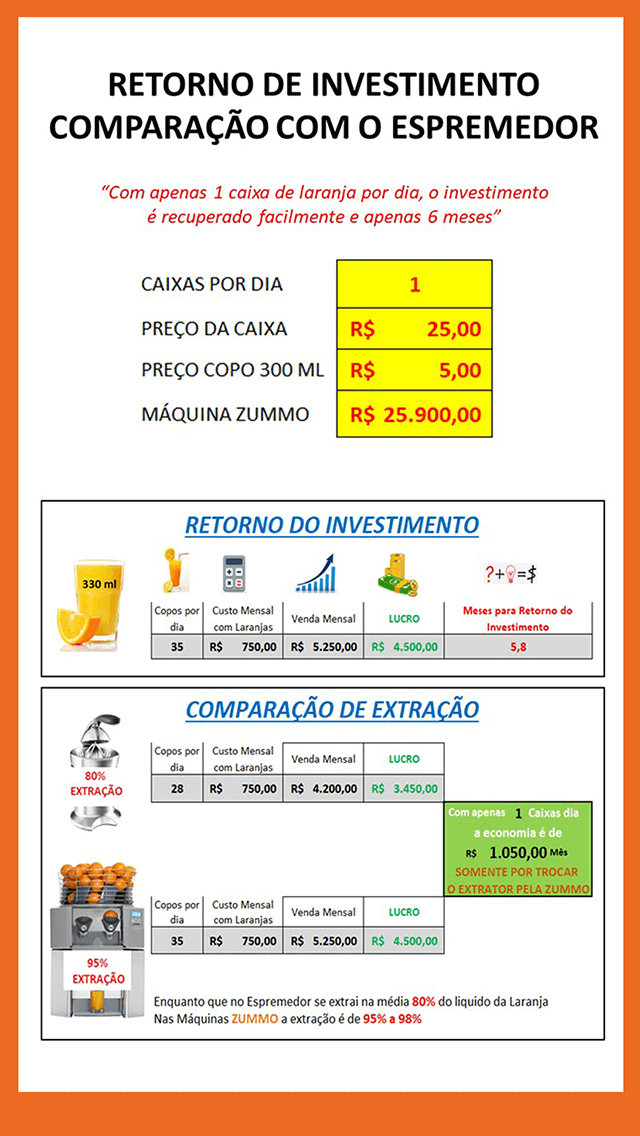 RETORNO DE INVESTIMENTO
COMPARAÇÃO COM O ESPREMEDOR
“Com apenas 1 caixa de laranja por dia, o investimento
é recuperado facilmente e apenas 6 meses”
CAIXAS POR DIA 1
PREÇO DA CAIXA R$ 25,00
PREÇO COPO 300 ML R$ 5,00
MÁQUINA ZUMMO R$ 25.900,00
RETORNO DO INVESTIMENTO
330 ml
?+=$
Copos por dia Custo Mensal com Laranjas Venda Mensal LUCRO Meses para Retorno do Investimento
35 R$ 750,00 R$ 5.250,00 R$ 4.500,00 5,8
COMPARAÇÃO DE EXTRAÇÃO
80%
EXTRAÇÃO
Copos por dia Custo Mensal com Laranjas Venda Mensal LUCRO
28 R$ 750,00 R$ 4.200,00 R$ 3.450,00
Com apenas 1 Caixas dia
a economia é de
R$ 1.050,00 Mês
SOMENTE POR TROCAR
O EXTRATOR PELA ZUMMO
95%
EXTRAÇÃO
Copos por dia Custo Mensal com Laranjas Venda Mensal LUCRO
35 R$ 750,00 R$ 5.250,00 R$ 4.500,00
Enquanto que no Espremedor se extrai na média 80% do liquido da Laranja
Nas Máquinas ZUMMO a extração é de 95% a 98%